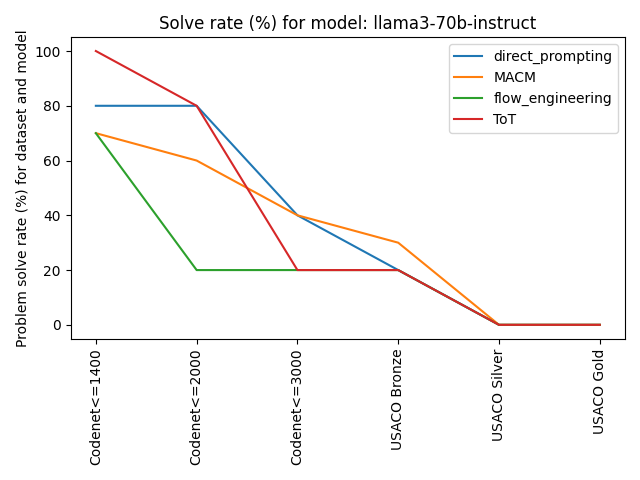 Solve rate (%) for model: llama3-70b-instruct
Problem solve rate (%) for dataset and model
100
80
60
40
20
0
direct_prompting
MACM
flow_engineering
ToT
Codenet<=1400
Codenet<=2000
Codenet<=3000
USACO Bronze
USACO Silver
USACO Gold